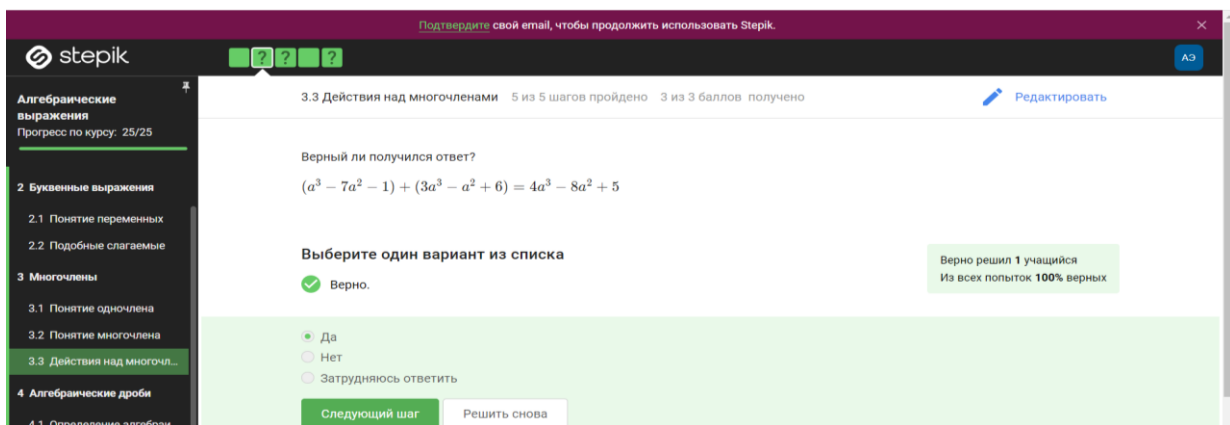 Подтвердите свой email, чтобы продолжить использовать Stepik.
stepik
? ? ?
АЭ
Алгебраические
выражения
Прогресс по курсу: 25/25
2 Буквенные выражения
2.1 Понятие переменных
2.2 Подобные слагаемые
3 Многочлены
3.1 Понятие одночлена
3.2 Понятие многочлена
3.3 Действия над многочл...
4 Алгебраические дроби
4.1 Определение алгебраи...
3.3 Действия над многочленами 5 из 5 шагов пройдено 3 из 3 баллов получено
Редактировать
Верный ли получился ответ?
(a³ − 7a² − 1) + (3a³ − a² + 6) = 4a³ − 8a² + 5
Выберите один вариант из списка
Верно.
Верно решил 1 учащийся
Из всех попыток 100% верных
Да
Нет
Затрудняюсь ответить
Следующий шаг
Решить снова